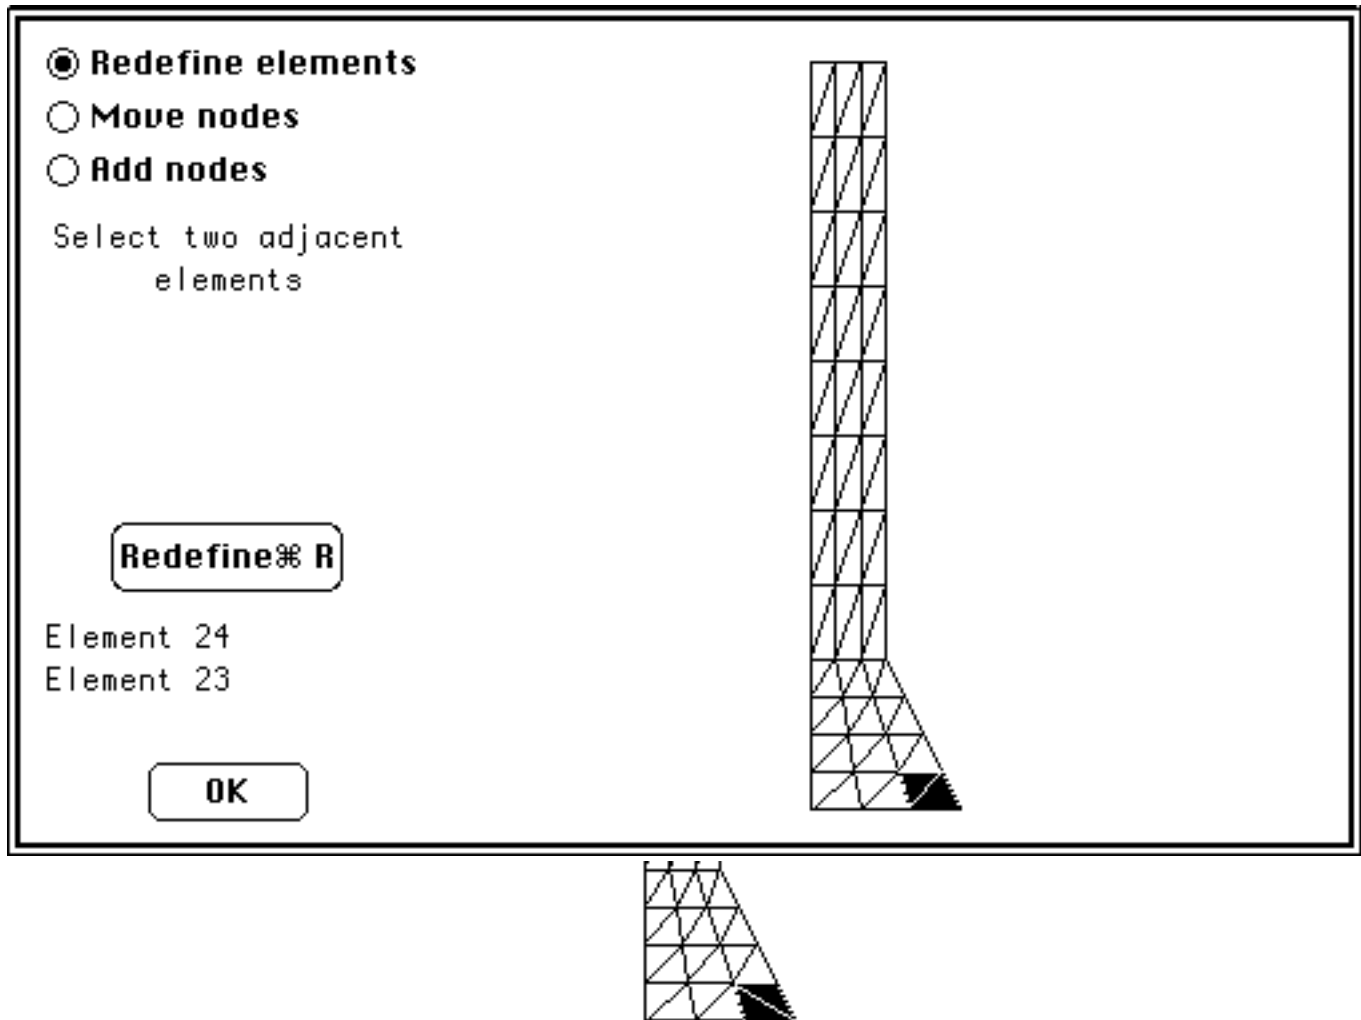 Redefine elements
Move nodes
Add nodes
Select two adjacent
elements
Redefine⌘ R
Element 24
Element 23
OK